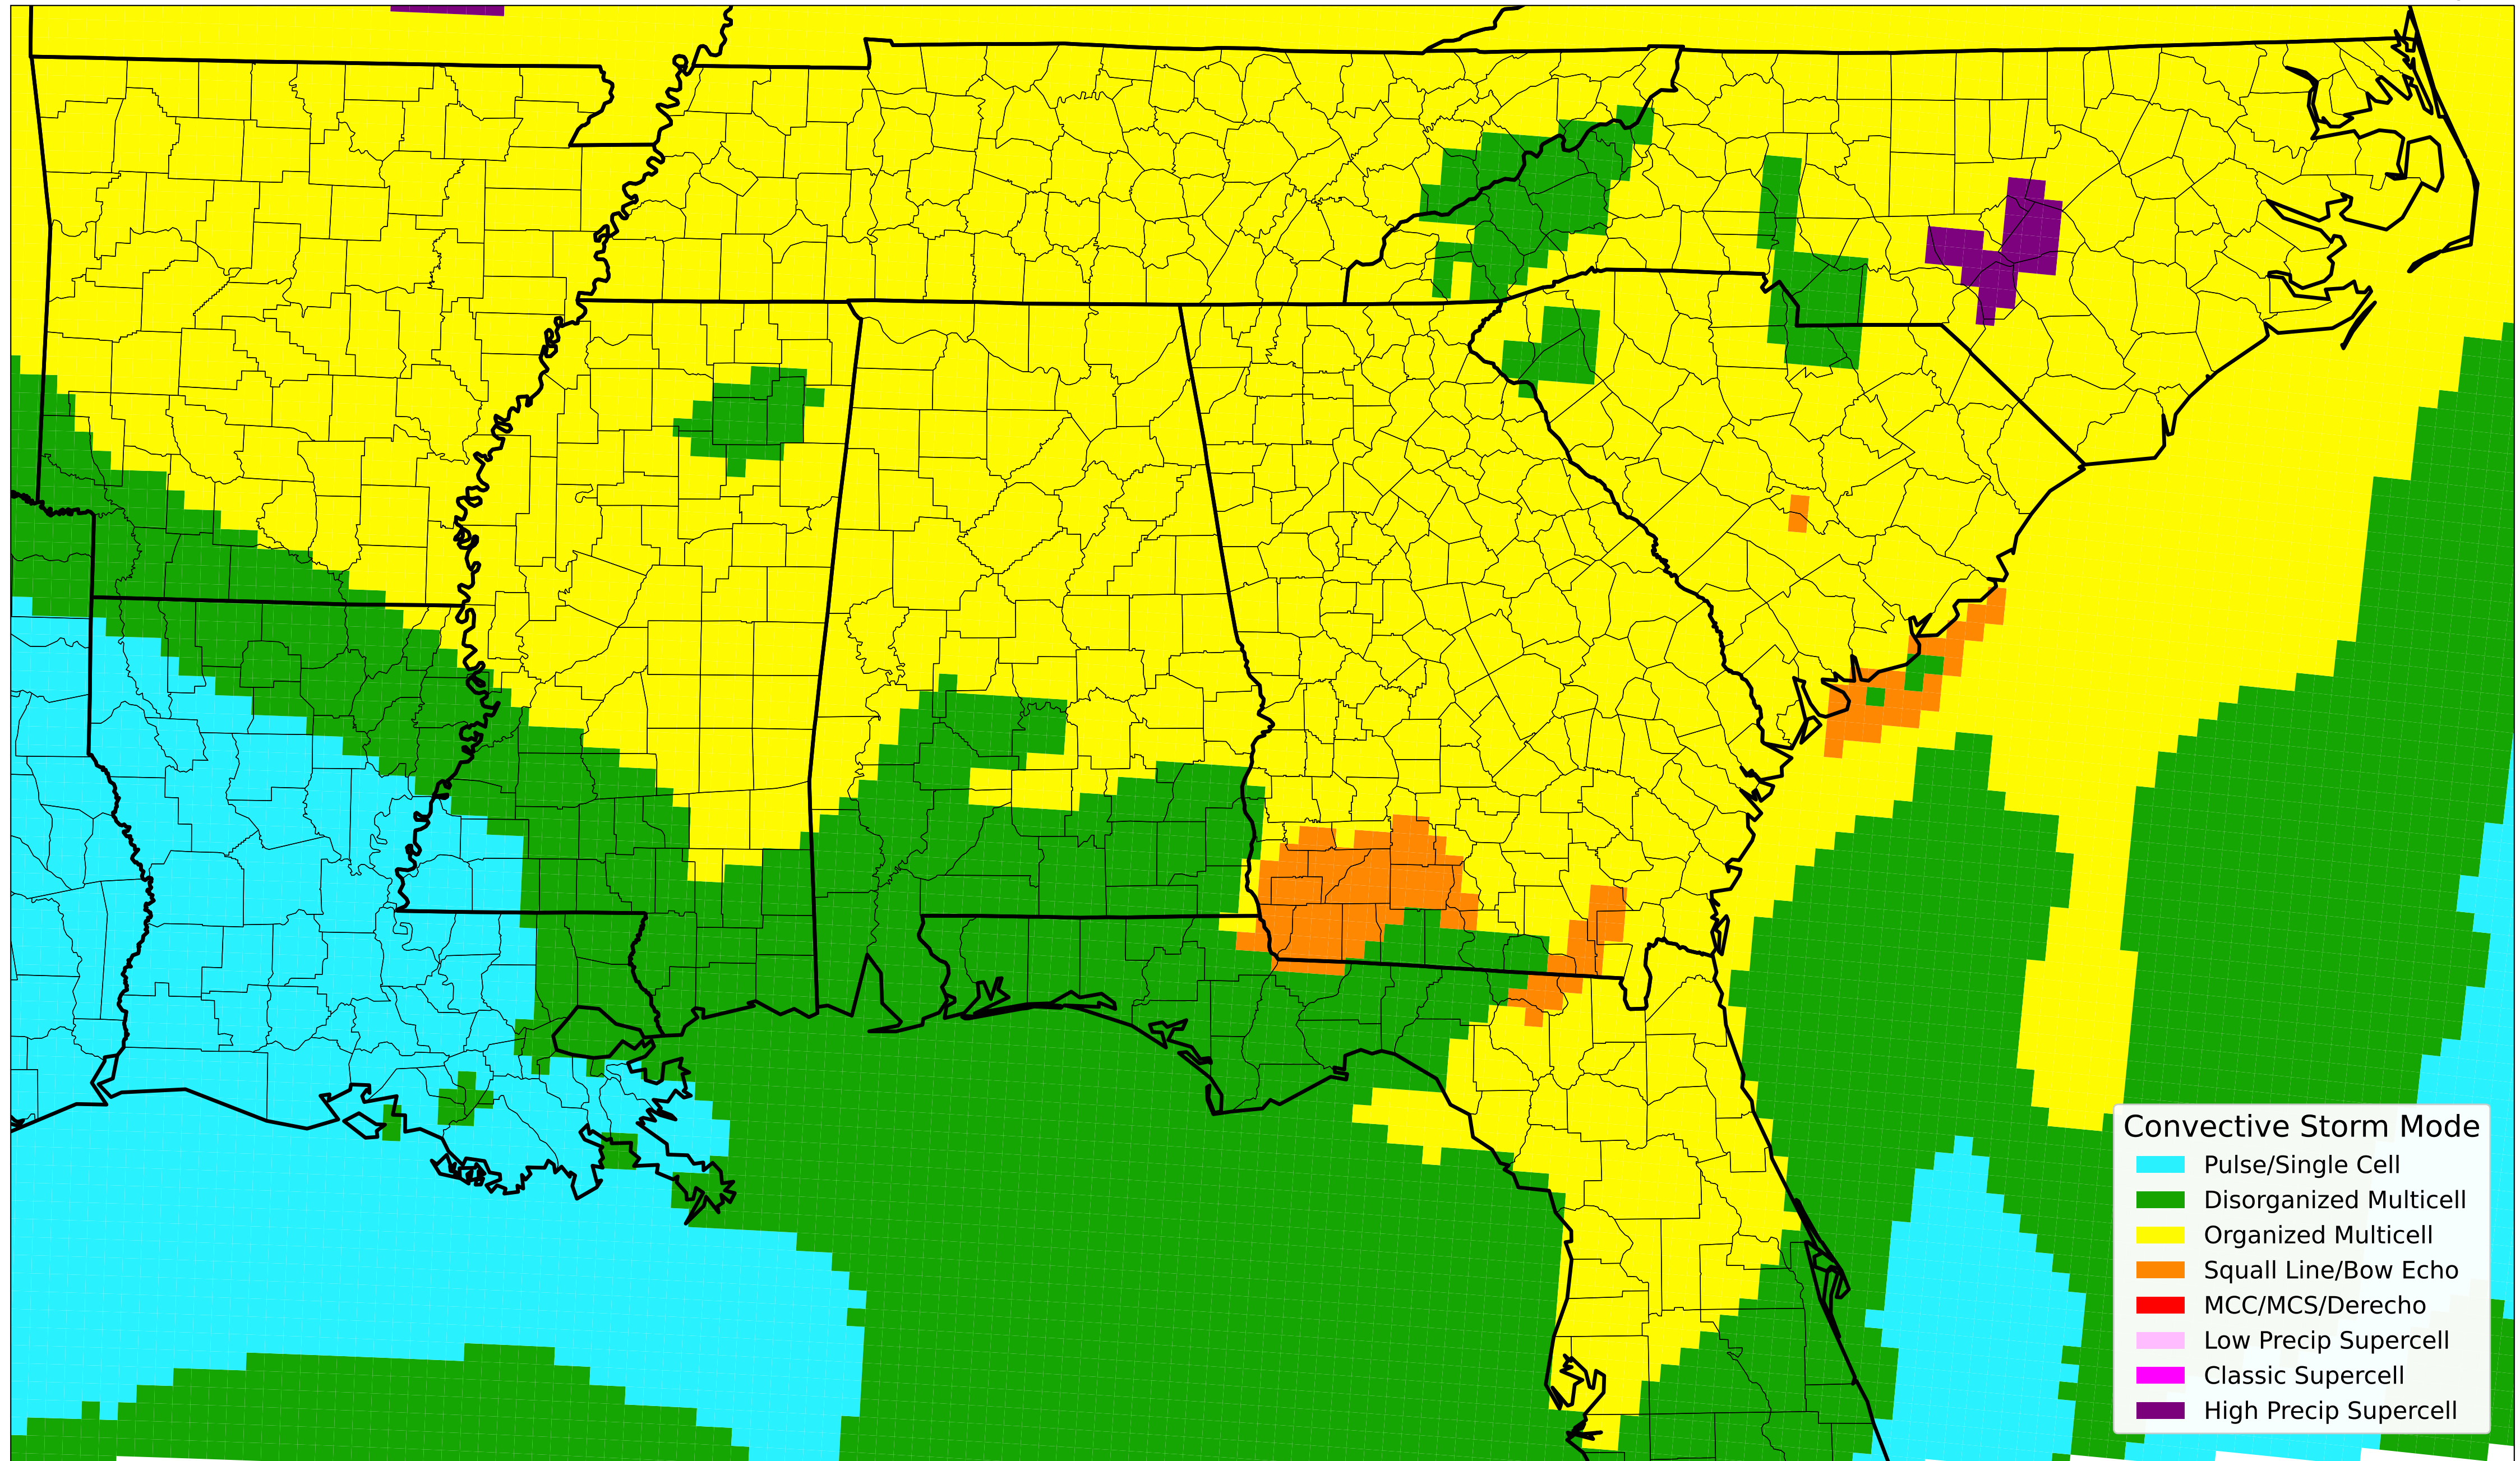 Convective Storm Mode
Pulse/Single Cell
Disorganized Multicell
Organized Multicell
Squall Line/Bow Echo
MCC/MCS/Derecho
Low Precip Supercell
Classic Supercell
High Precip Supercell